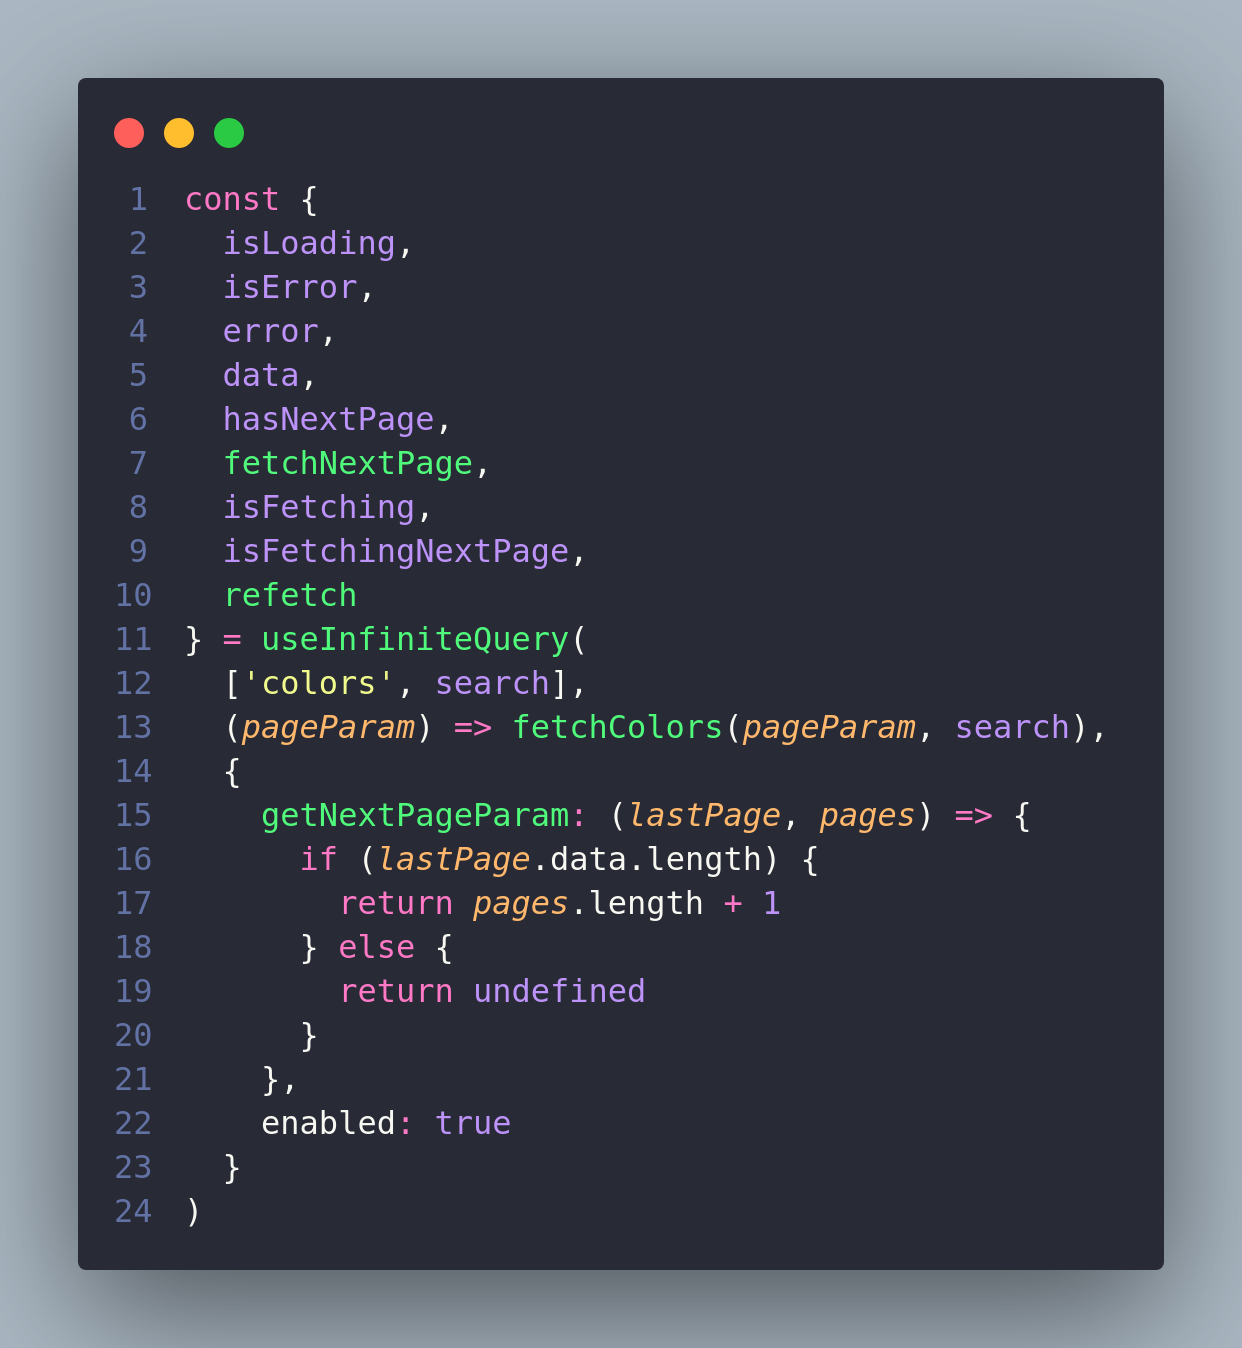 1 const {
2   isLoading,
3   isError,
4   error,
5   data,
6   hasNextPage,
7   fetchNextPage,
8   isFetching,
9   isFetchingNextPage,
10   refetch
11 } = useInfiniteQuery(
12   ['colors', search],
13   (pageParam) => fetchColors(pageParam, search),
14   {
15     getNextPageParam: (lastPage, pages) => {
16       if (lastPage.data.length) {
17         return pages.length + 1
18       } else {
19         return undefined
20       }
21     },
22     enabled: true
23   }
24 )